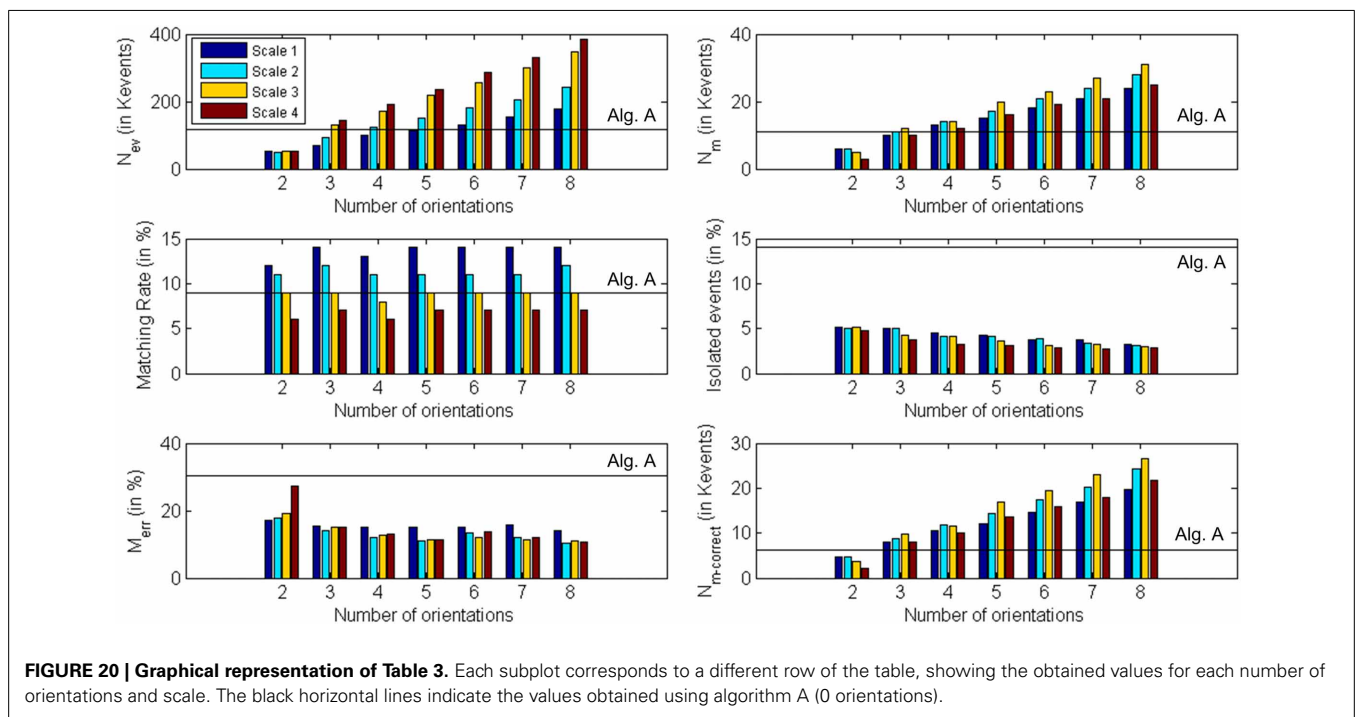 400
200
0
N_ev (in Kevents)
Scale 1
Scale 2
Scale 3
Scale 4
Alg. A
2 3 4 5 6 7 8
Number of orientations
40
20
0
N_m (in Kevents)
Alg. A
2 3 4 5 6 7 8
Number of orientations
15
10
5
0
Matching Rate (in %)
Alg. A
2 3 4 5 6 7 8
Number of orientations
15
10
5
0
Isolated events (in %)
Alg. A
2 3 4 5 6 7 8
Number of orientations
40
20
0
M_err (in %)
Alg. A
2 3 4 5 6 7 8
Number of orientations
30
20
10
0
N_m-correct (in Kevents)
Alg. A
2 3 4 5 6 7 8
Number of orientations
FIGURE 20 | Graphical representation of Table 3. Each subplot corresponds to a different row of the table, showing the obtained values for each number of
orientations and scale. The black horizontal lines indicate the values obtained using algorithm A (0 orientations).